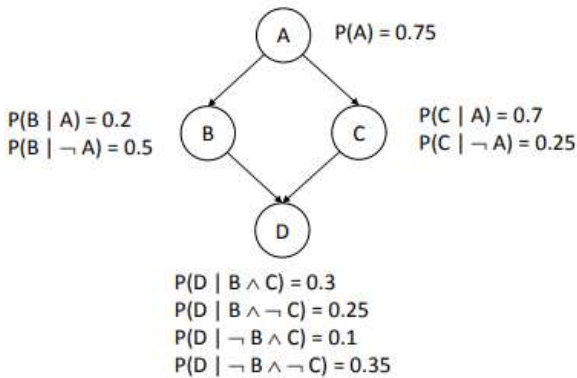 A
P(A) = 0.75
P(B | A) = 0.2
P(B | ¬ A) = 0.5
B
C
P(C | A) = 0.7
P(C | ¬ A) = 0.25
D
P(D | B ∧ C) = 0.3
P(D | B ∧ ¬ C) = 0.25
P(D | ¬ B ∧ C) = 0.1
P(D | ¬ B ∧ ¬ C) = 0.35